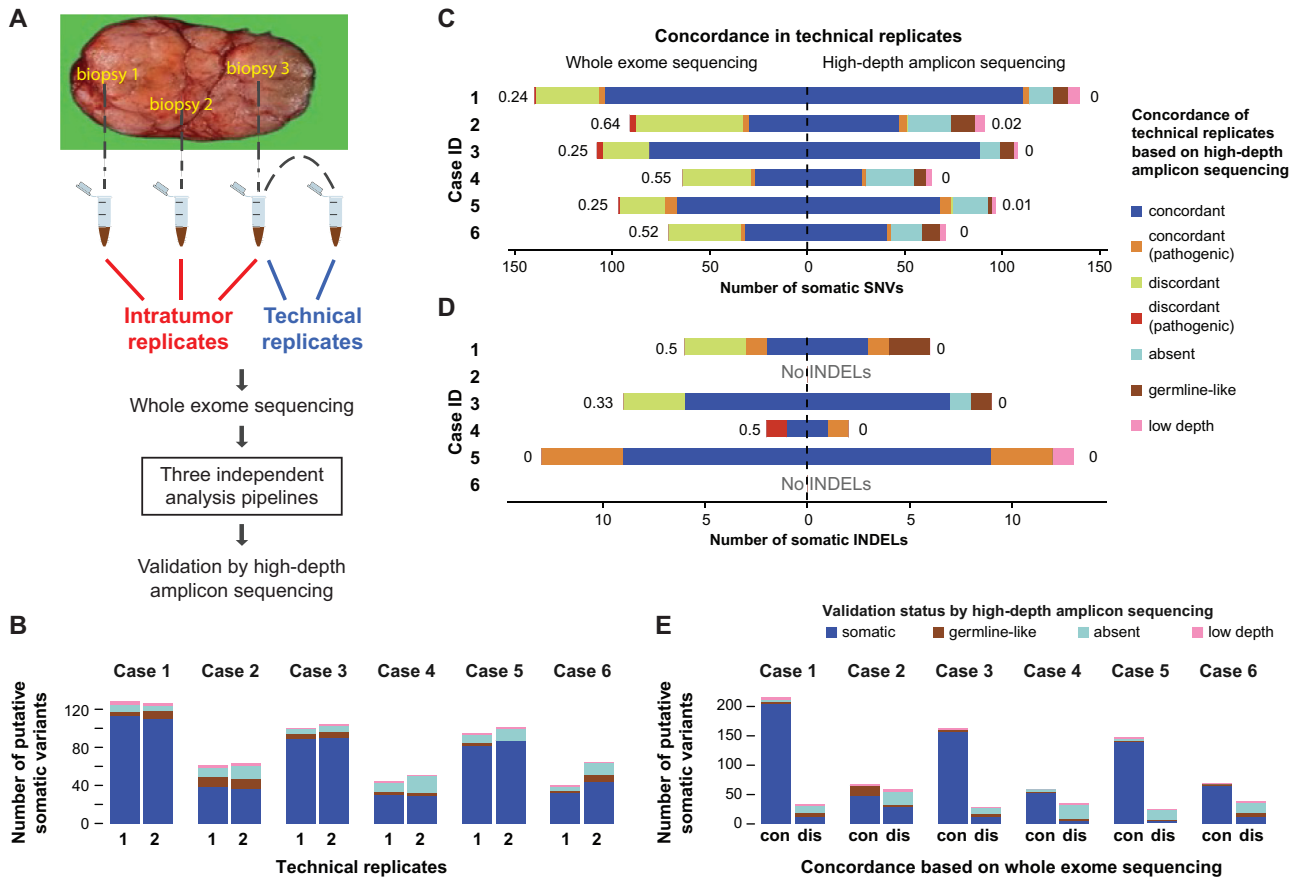 A
biopsy 1
biopsy 2
biopsy 3
Intratumor
replicates
Technical
replicates
Whole exome sequencing
Three independent
analysis pipelines
Validation by high-depth
amplicon sequencing
C
Concordance in technical replicates
Whole exome sequencing
High-depth amplicon sequencing
Case ID
1
0.24
0
2
0.64
0.02
3
0.25
0
4
0.55
0
5
0.25
0.01
6
0.52
0
150
100
50
0
50
100
150
Number of somatic SNVs
Concordance of
technical replicates
based on high-depth
amplicon sequencing
concordant
concordant
(pathogenic)
discordant
discordant
(pathogenic)
absent
germline-like
low depth
D
Case ID
1
0.5
0
2
No INDELs
3
0.33
0
4
0.5
0
5
0
0
6
No INDELs
10
5
0
5
10
Number of somatic INDELs
B
Number of putative
somatic variants
Case 1
Case 2
Case 3
Case 4
Case 5
Case 6
120
80
40
0
1 2
1 2
1 2
1 2
1 2
1 2
Technical replicates
E
Validation status by high-depth amplicon sequencing
somatic
germline-like
absent
low depth
Number of putative
somatic variants
Case 1
Case 2
Case 3
Case 4
Case 5
Case 6
200
150
100
50
0
con dis
con dis
con dis
con dis
con dis
con dis
Concordance based on whole exome sequencing